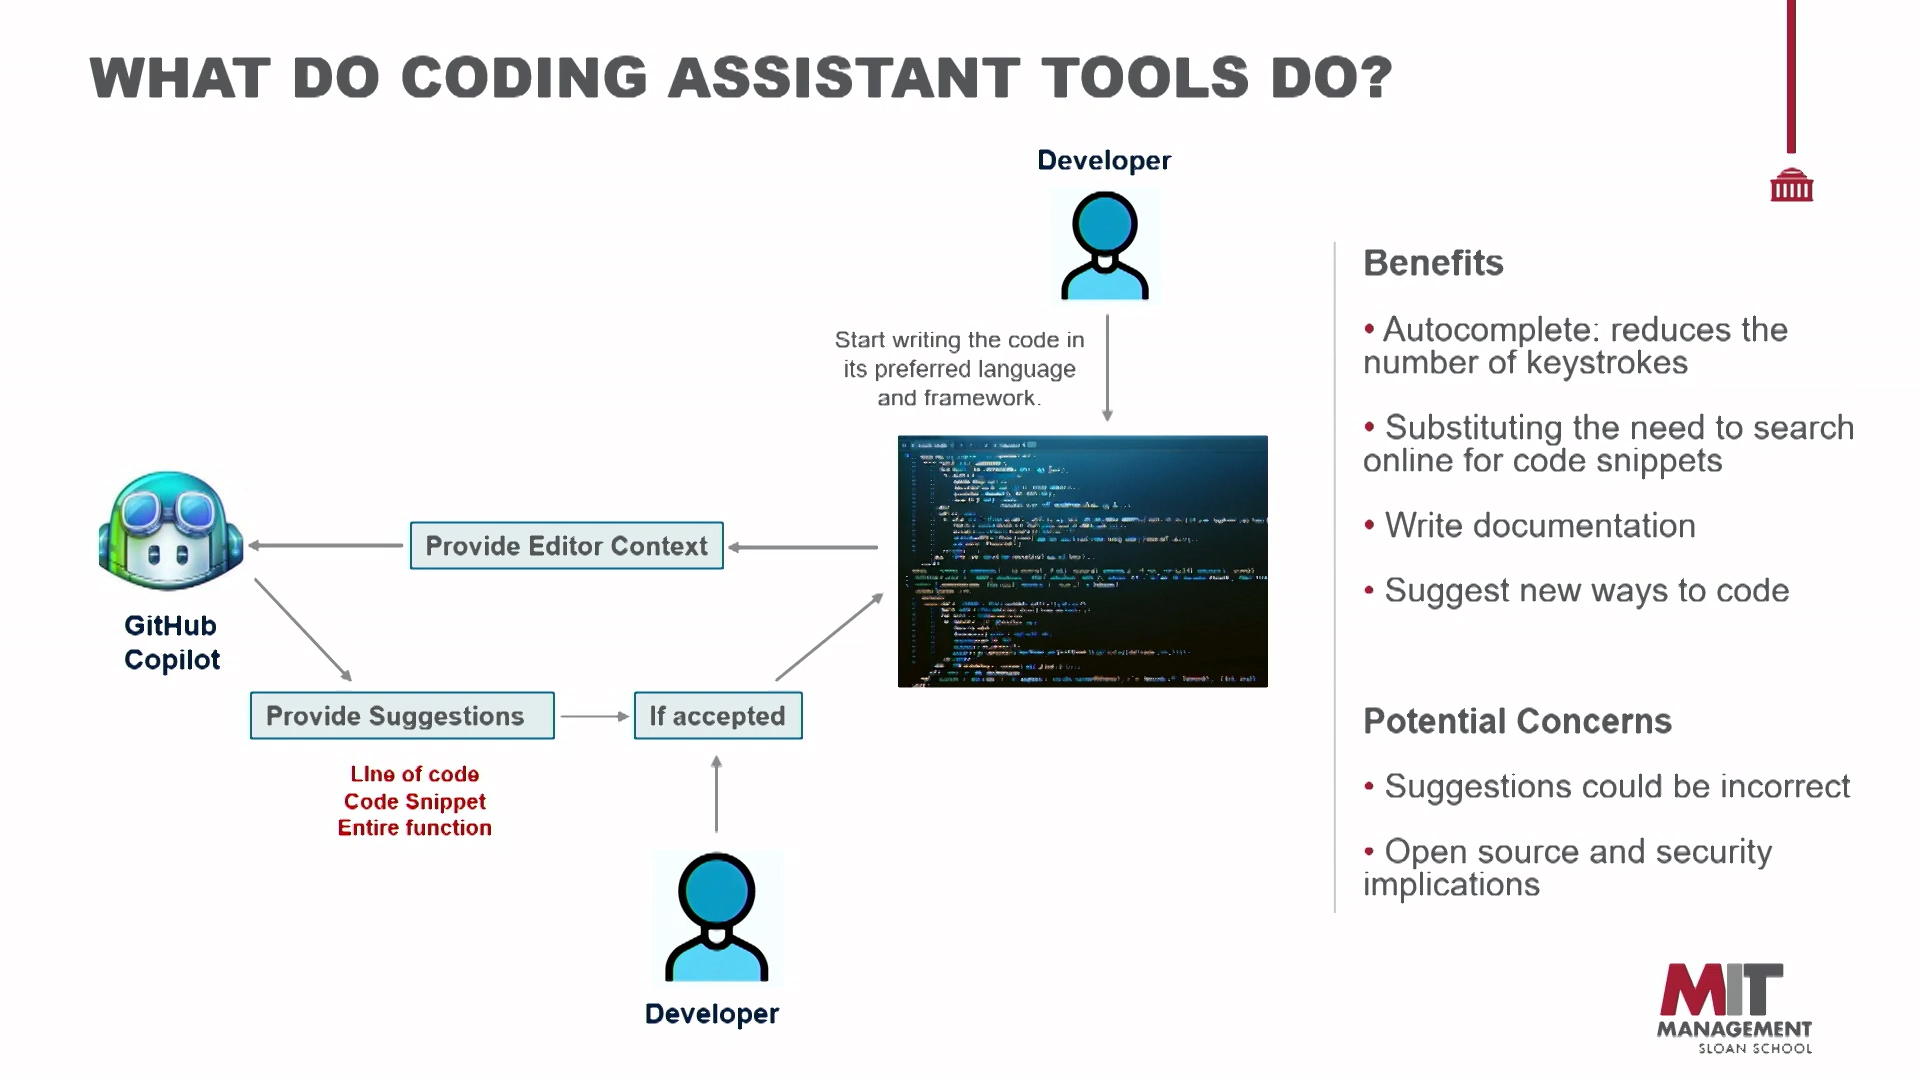 WHAT DO CODING ASSISTANT TOOLS DO?
Developer
Start writing the code in
its preferred language
and framework.
Provide Editor Context
GitHub
Copilot
Provide Suggestions
If accepted
LIne of code
Code Snippet
Entire function
Developer
Benefits
• Autocomplete: reduces the
number of keystrokes
• Substituting the need to search
online for code snippets
• Write documentation
• Suggest new ways to code
Potential Concerns
• Suggestions could be incorrect
• Open source and security
implications
MIT
MANAGEMENT
SLOAN SCHOOL